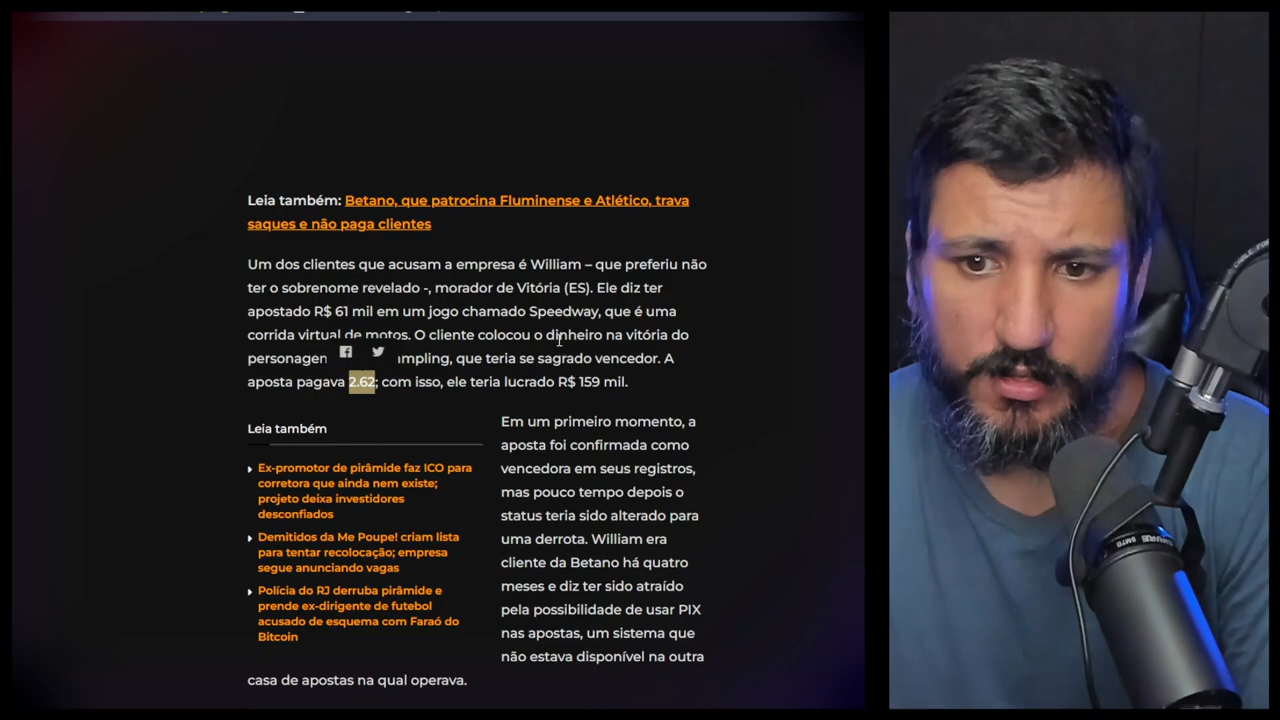 Leia também: Betano, que patrocina Fluminense e Atlético, trava
saques e não paga clientes
Um dos clientes que acusam a empresa é William – que preferiu não
ter o sobrenome revelado -, morador de Vitória (ES). Ele diz ter
apostado R$ 61 mil em um jogo chamado Speedway, que é uma
corrida virtual de motos. O cliente colocou o dinheiro na vitória do
personagem ampling, que teria se sagrado vencedor. A
aposta pagava 2.62; com isso, ele teria lucrado R$ 159 mil.
Leia também
Ex-promotor de pirâmide faz ICO para
corretora que ainda nem existe;
projeto deixa investidores
desconfiados
Demitidos da Me Poupe! criam lista
para tentar recolocação; empresa
segue anunciando vagas
Polícia do RJ derruba pirâmide e
prende ex-dirigente de futebol
acusado de esquema com Faraó do
Bitcoin
Em um primeiro momento, a
aposta foi confirmada como
vencedora em seus registros,
mas pouco tempo depois o
status teria sido alterado para
uma derrota. William era
cliente da Betano há quatro
meses e diz ter sido atraído
pela possibilidade de usar PIX
nas apostas, um sistema que
não estava disponível na outra
casa de apostas na qual operava.